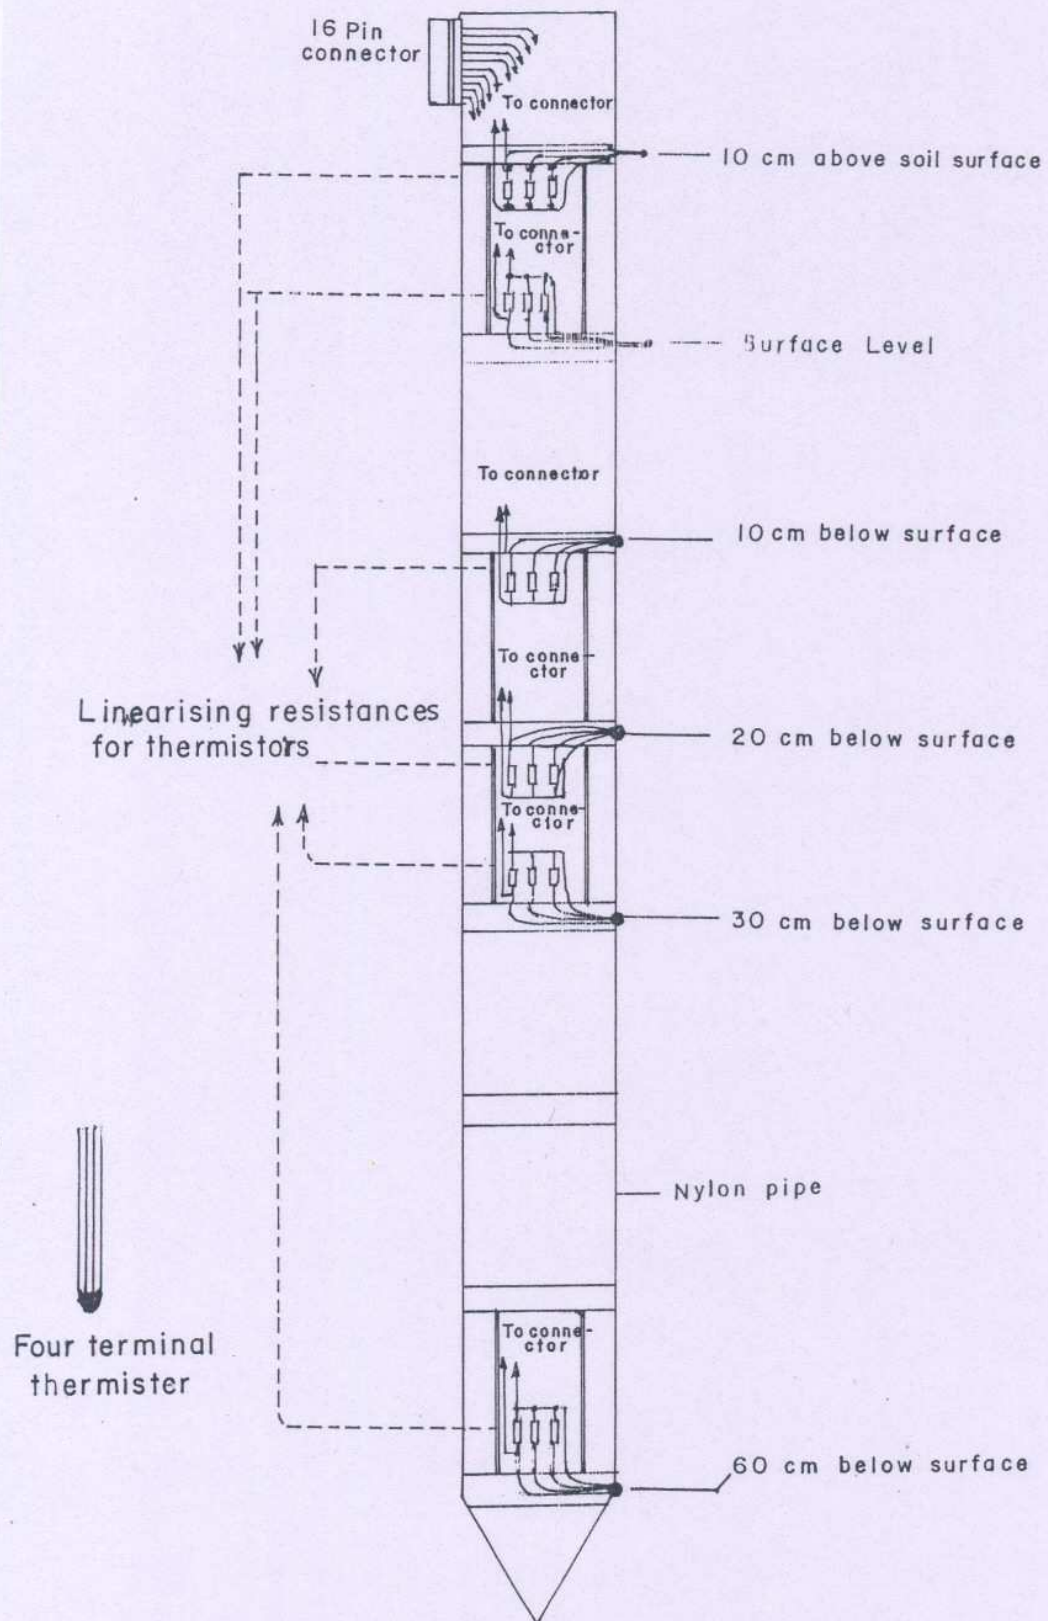 16 Pin
connector
To connector
10 cm above soil surface
To conne-
ctor
Surface Level
To connector
10 cm below surface
To conne-
ctor
Linearising resistances
for thermistors
20 cm below surface
To conne-
ctor
30 cm below surface
Nylon pipe
To conne-
ctor
Four terminal
thermister
60 cm below surface